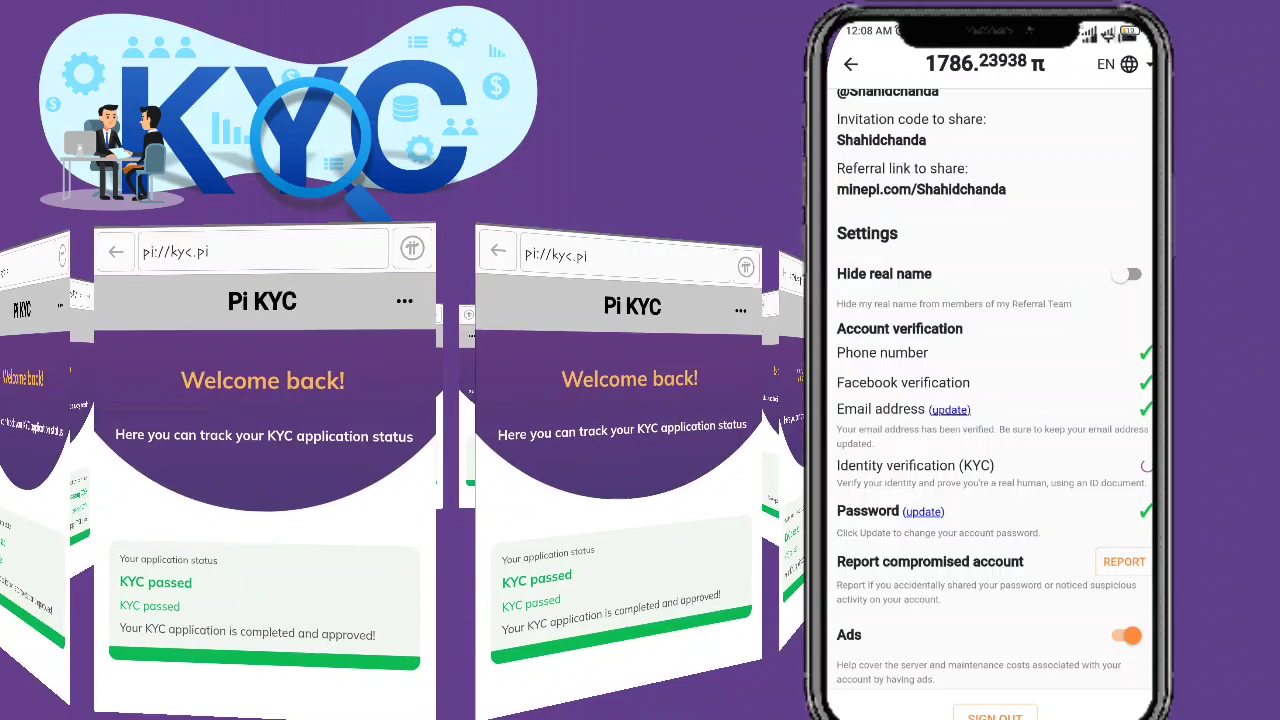 KYC
pi://kyc.pi
Pi KYC
Welcome back!
Here you can track your KYC application status
Your application status
KYC passed
KYC passed
Your KYC application is completed and approved!
pi://kyc.pi
Pi KYC
Welcome back!
Here you can track your KYC application status
Your application status
KYC passed
KYC passed
Your KYC application is completed and approved!
12:08 AM
1786.23938 π
EN
@Shahidchanda
Invitation code to share:
Shahidchanda
Referral link to share:
minepi.com/Shahidchanda
Settings
Hide real name
Hide my real name from members of my Referral Team
Account verification
Phone number
Facebook verification
Email address (update)
Your email address has been verified. Be sure to keep your email address
updated.
Identity verification (KYC)
Verify your identity and prove you're a real human, using an ID document.
Password (update)
Click Update to change your account password.
Report compromised account
REPORT
Report if you accidentally shared your password or noticed suspicious
activity on your account.
Ads
Help cover the server and maintenance costs associated with your
account by having ads.
SIGN OUT